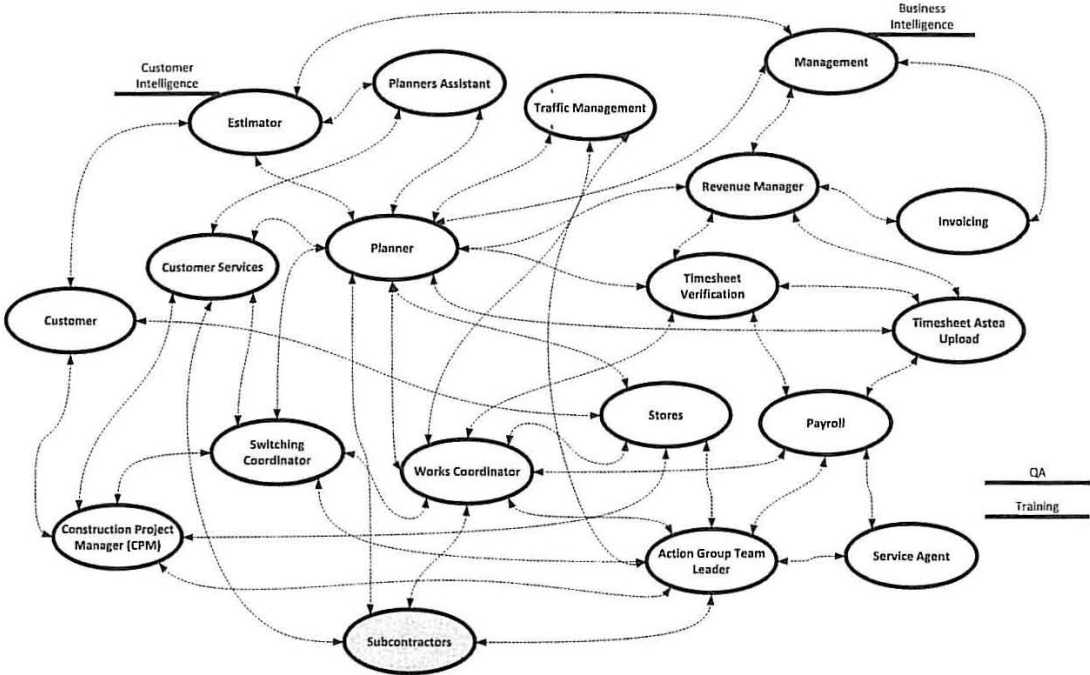 Business
Intelligence
Management
Customer
Intelligence
Planners Assistant
Traffic Management
Estimator
Revenue Manager
Invoicing
Planner
Customer Services
Timesheet
Verification
Customer
Timesheet Astea
Upload
Stores
Payroll
Switching
Coordinator
Works Coordinator
QA
Training
Construction Project
Manager (CPM)
Action Group Team
Leader
Service Agent
Subcontractors